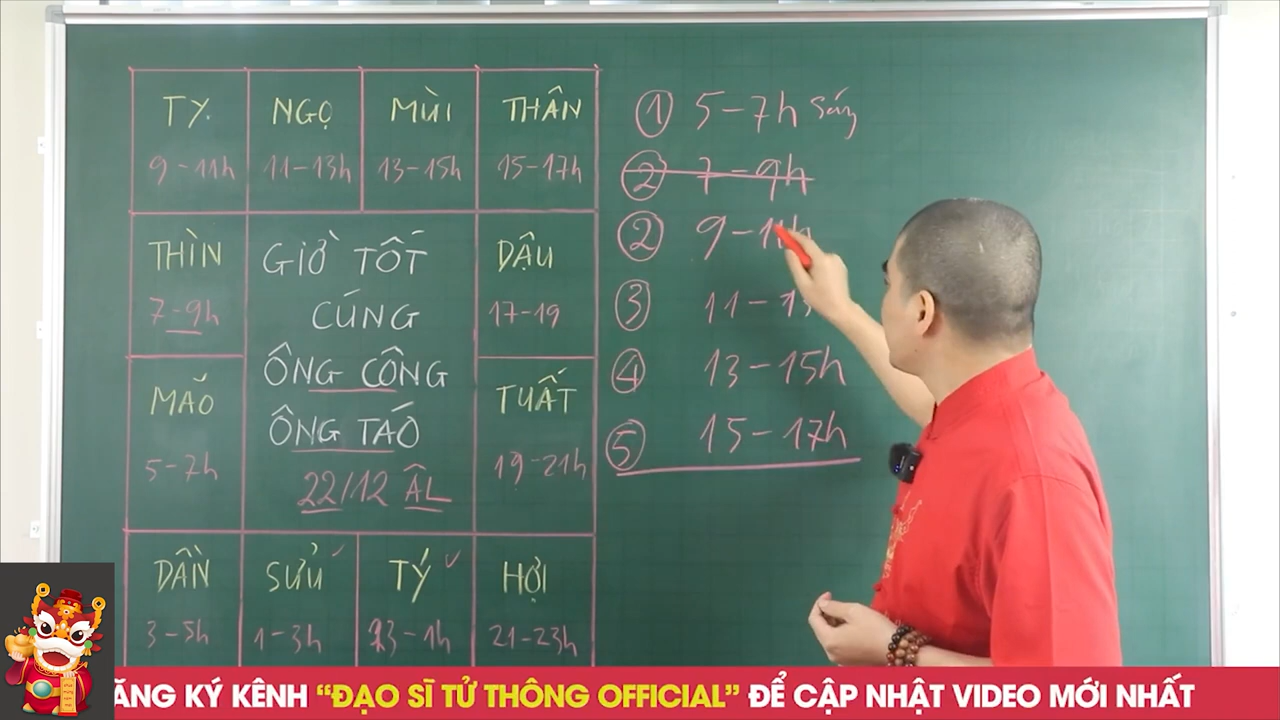 TỴ
NGỌ
MÙI
THÂN
9-11h
11-13h
13-15h
15-17h
THÌN
7-9h
GIỜ TỐT
CÚNG
ÔNG CÔNG
ÔNG TÁO
22/12 ÂL
DẬU
17-19
MÃO
5-7h
TUẤT
19-21h
DẦN
SỬU
TÝ
HỢI
3-5h
1-3h
23-1h
21-23h
① 5-7h Sáng
② 7-9h
② 9-11h
③ 11-13
④ 13-15h
⑤ 15-17h
ĂNG KÝ KÊNH “ĐẠO SĨ TỬ THÔNG OFFICIAL” ĐỂ CẬP NHẬT VIDEO MỚI NHẤT